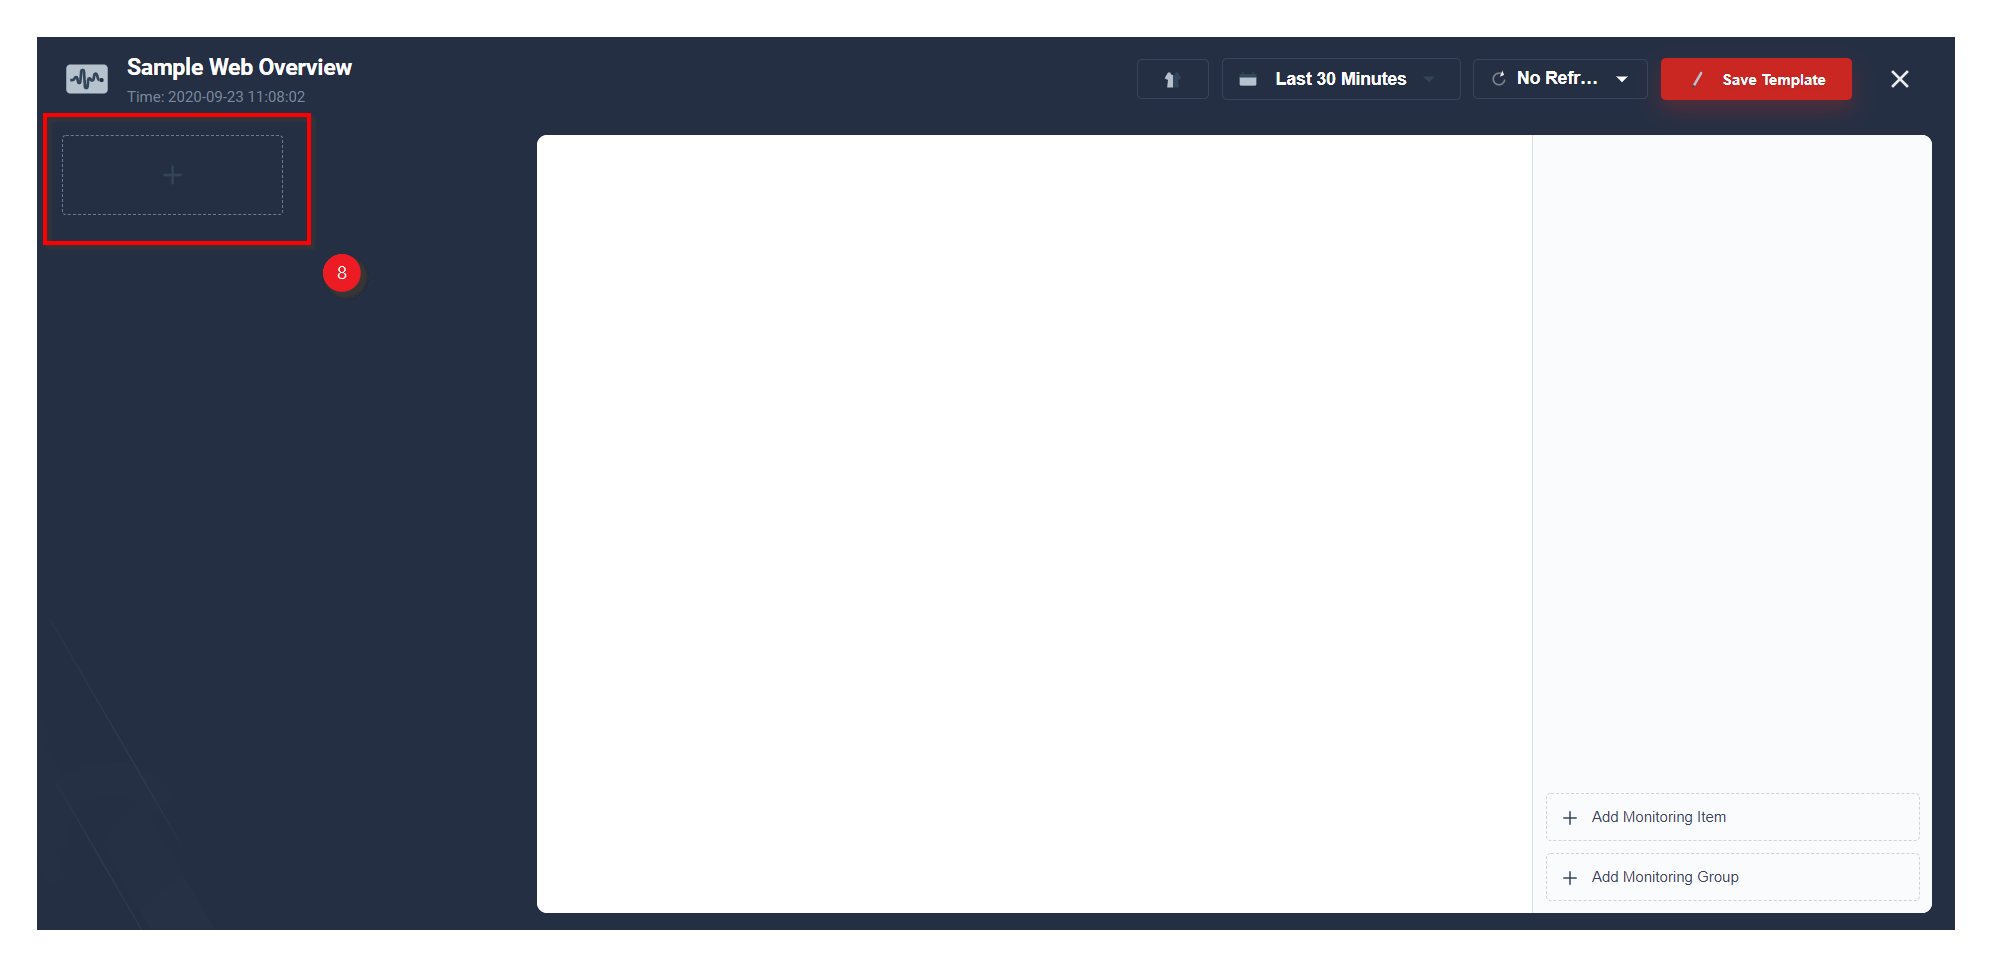 Sample Web Overview
Time: 2020-09-23 11:08:02
Last 30 Minutes
No Refr...
Save Template
8
Add Monitoring Item
Add Monitoring Group